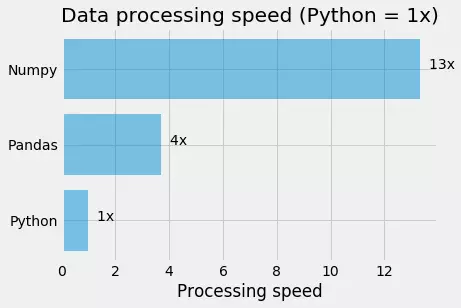 Data processing speed (Python = 1x)
Numpy
13x
Pandas
4x
Python
1x
0 2 4 6 8 10 12
Processing speed